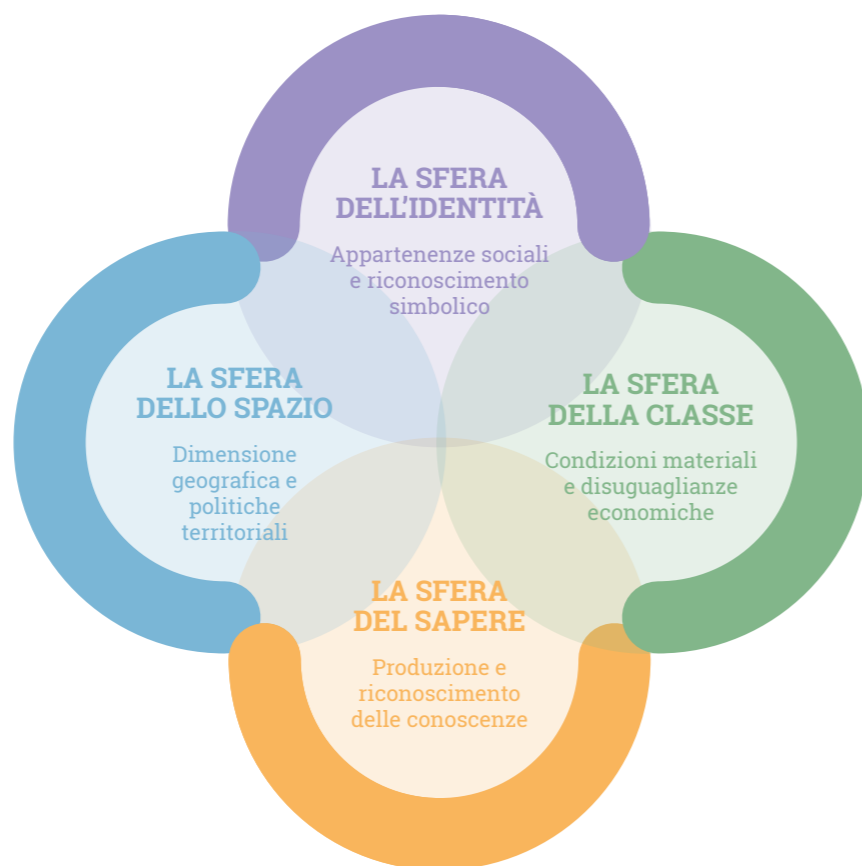 LA SFERA
DELL'IDENTITÀ
Appartenenze sociali
e riconoscimento
simbolico
LA SFERA
DELLO SPAZIO
Dimensione
geografica e
politiche
territoriali
LA SFERA
DELLA CLASSE
Condizioni materiali
e disuguaglianze
economiche
LA SFERA
DEL SAPERE
Produzione e
riconoscimento
delle conoscenze